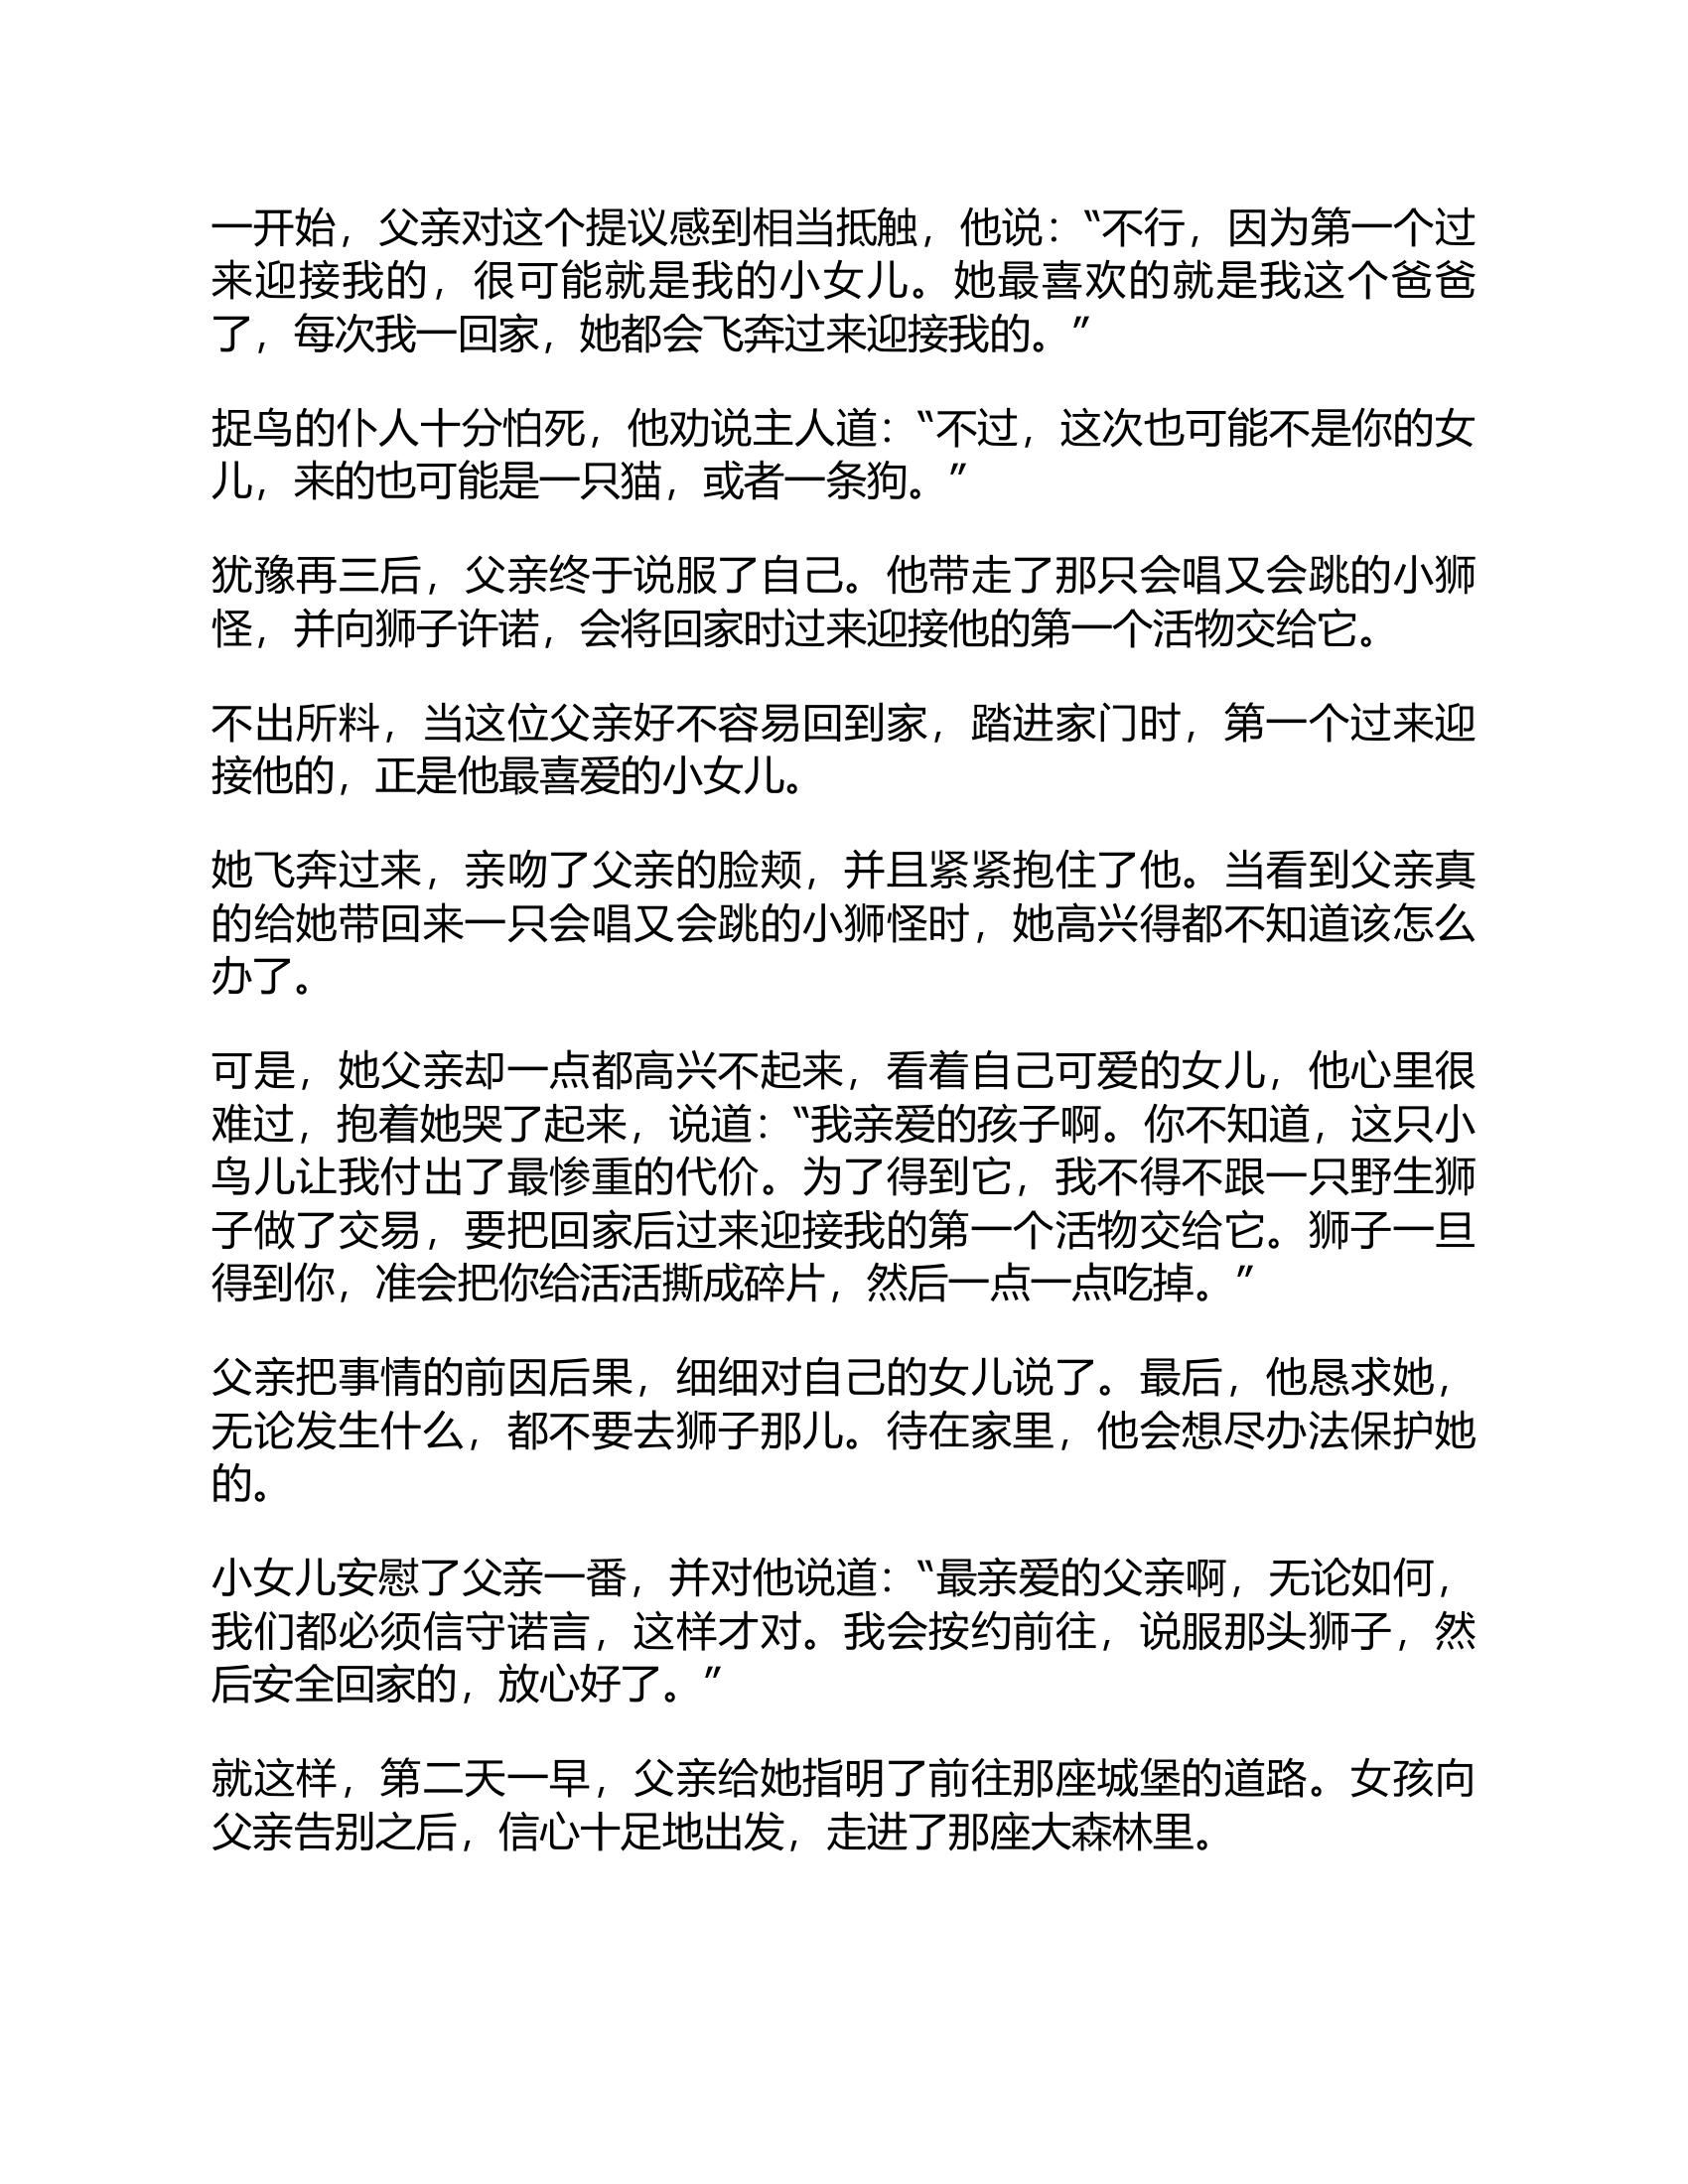 一开始，父亲对这个提议感到相当抵触，他说：“不行，因为第一个过
来迎接我的，很可能就是我的小女儿。她最喜欢的就是我这个爸爸
了，每次我一回家，她都会飞奔过来迎接我的。”
捉鸟的仆人十分怕死，他劝说主人道：“不过，这次也可能不是你的女
儿，来的也可能是一只猫，或者一条狗。”
犹豫再三后，父亲终于说服了自己。他带走了那只会唱又会跳的小狮
怪，并向狮子许诺，会将回家时过来迎接他的第一个活物交给它。
不出所料，当这位父亲好不容易回到家，踏进家门时，第一个过来迎
接他的，正是他最喜爱的小女儿。
她飞奔过来，亲吻了父亲的脸颊，并且紧紧抱住了他。当看到父亲真
的给她带回来一只会唱又会跳的小狮怪时，她高兴得都不知道该怎么
办了。
可是，她父亲却一点都高兴不起来，看着自己可爱的女儿，他心里很
难过，抱着她哭了起来，说道：“我亲爱的孩子啊。你不知道，这只小
鸟儿让我付出了最惨重的代价。为了得到它，我不得不跟一只野生狮
子做了交易，要把回家后过来迎接我的第一个活物交给它。狮子一旦
得到你，准会把你给活活撕成碎片，然后一点一点吃掉。”
父亲把事情的前因后果，细细对自己的女儿说了。最后，他恳求她，
无论发生什么，都不要去狮子那儿。待在家里，他会想尽办法保护她
的。
小女儿安慰了父亲一番，并对他说道：“最亲爱的父亲啊，无论如何，
我们都必须信守诺言，这样才对。我会按约前往，说服那头狮子，然
后安全回家的，放心好了。”
就这样，第二天一早，父亲给她指明了前往那座城堡的道路。女孩向
父亲告别之后，信心十足地出发，走进了那座大森林里。